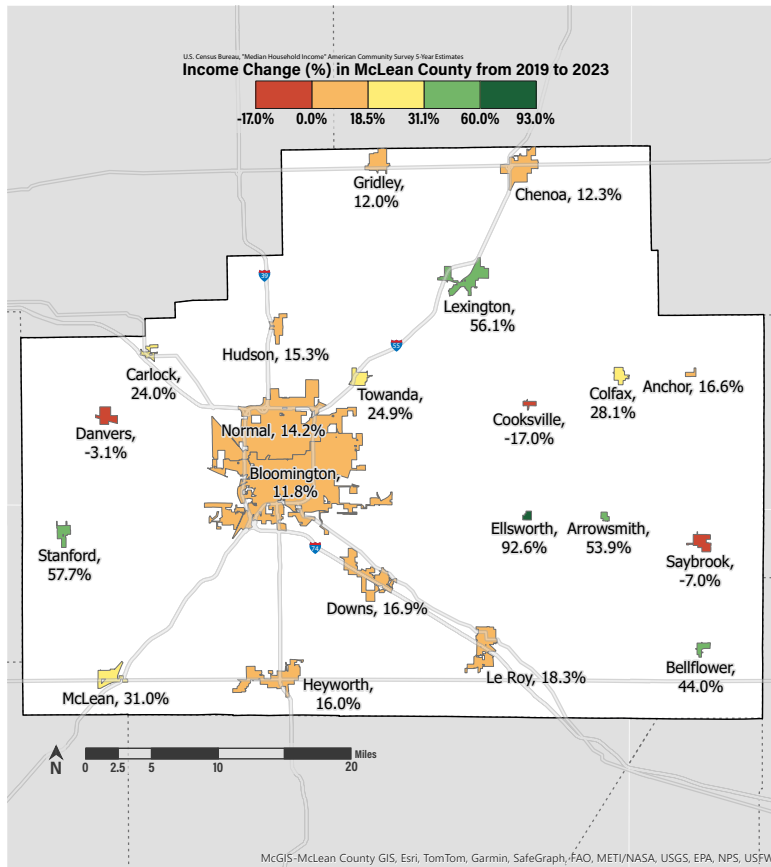 U.S. Census Bureau, "Median Household Income" American Community Survey 5-Year Estimates
Income Change (%) in McLean County from 2019 to 2023
-17.0% 0.0% 18.5% 31.1% 60.0% 93.0%
Gridley,
12.0%
Chenoa, 12.3%
39
Lexington,
56.1%
Hudson, 15.3%
55
Carlock,
24.0%
Towanda,
24.9%
Colfax,
28.1%
Anchor, 16.6%
Cooksville,
-17.0%
Danvers,
-3.1%
Normal, 14.2%
Bloomington,
11.8%
Ellsworth,
92.6%
Arrowsmith,
53.9%
Stanford,
57.7%
74
Saybrook,
-7.0%
Downs, 16.9%
Le Roy, 18.3%
Bellflower,
44.0%
McLean, 31.0%
Heyworth,
16.0%
N
0 2.5 5 10 20
Miles
McGIS-McLean County GIS, Esri, TomTom, Garmin, SafeGraph, FAO, METI/NASA, USGS, EPA, NPS, USFW